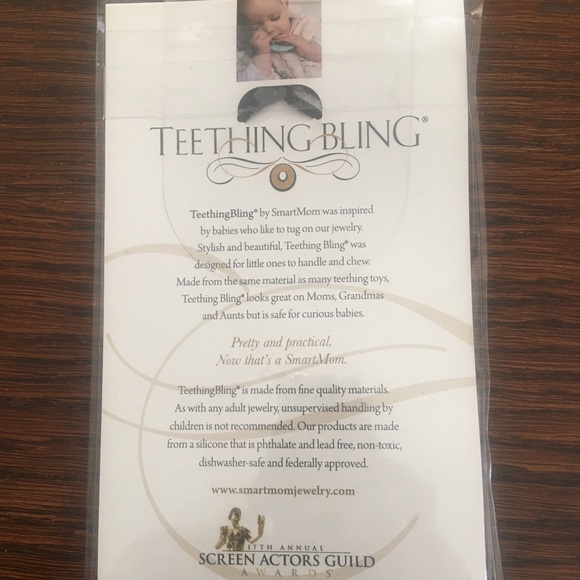 TEETHING BLING®
TeethingBling® by SmartMom was inspired
by babies who like to tug on our jewelry.
Stylish and beautiful, Teething Bling® was
designed for little ones to handle and chew.
Made from the same material as many teething toys,
Teething Bling® looks great on Moms, Grandmas
and Aunts but is safe for curious babies.
Pretty and practical.
Now that's a SmartMom.
TeethingBling® is made from fine quality materials.
As with any adult jewelry, unsupervised handling by
children is not recommended. Our products are made
from a silicone that is phthalate and lead free, non-toxic,
dishwasher-safe and federally approved.
www.smartmomjewelry.com
17TH ANNUAL
SCREEN ACTORS GUILD
AWARDS